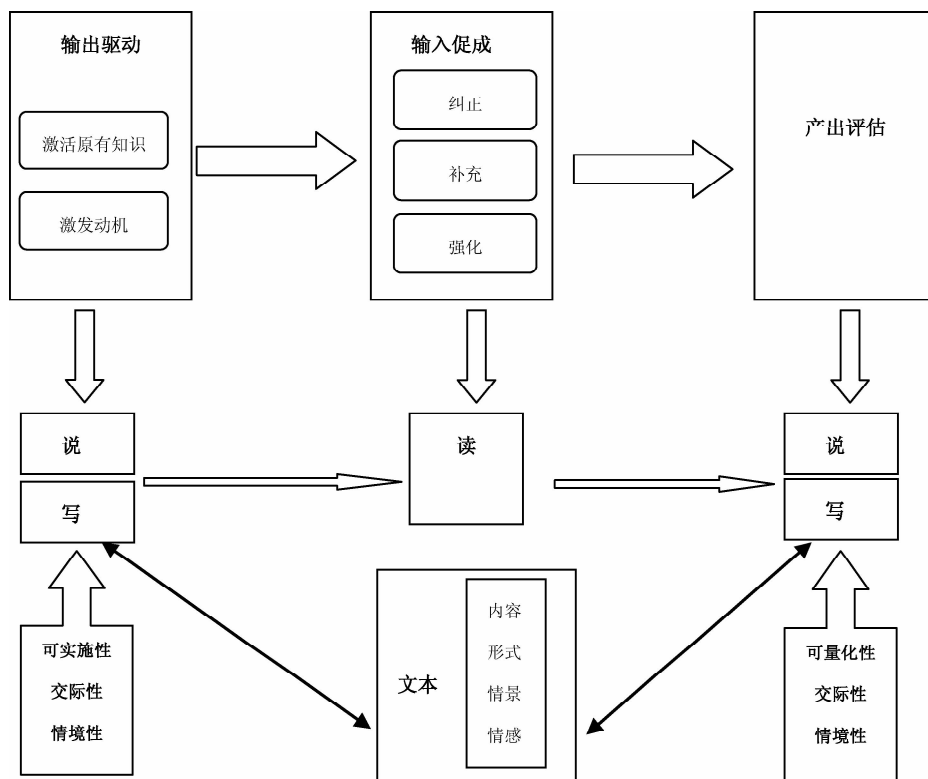 输出驱动
激活原有知识
激发动机
输入促成
纠正
补充
强化
产出评估
说
写
读
说
写
可实施性
交际性
情境性
文本
内容
形式
情景
情感
可量化性
交际性
情境性